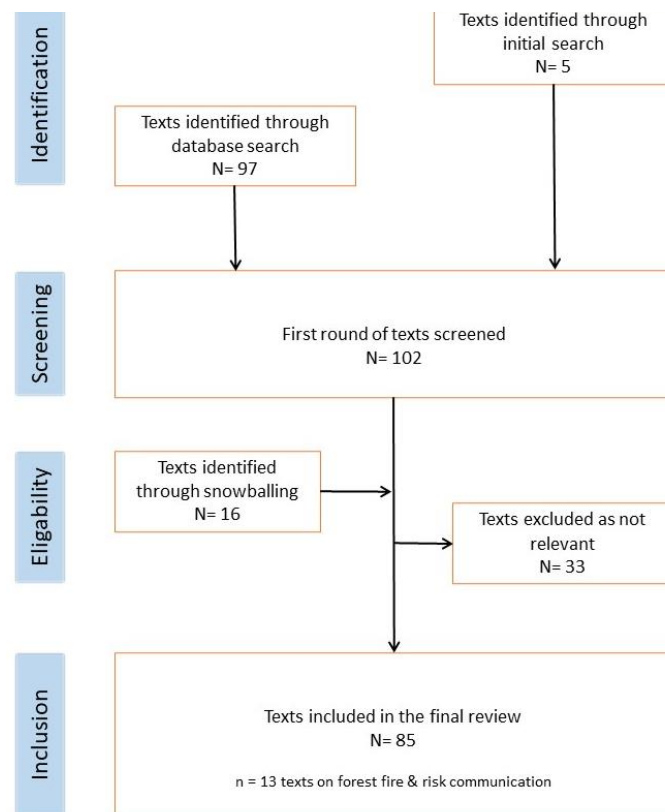 Identification
Texts identified through
initial search
N= 5
Texts identified through
database search
N= 97
Screening
First round of texts screened
N= 102
Eligability
Texts identified
through snowballing
N= 16
Texts excluded as not
relevant
N= 33
Inclusion
Texts included in the final review
N= 85
n = 13 texts on forest fire & risk communication